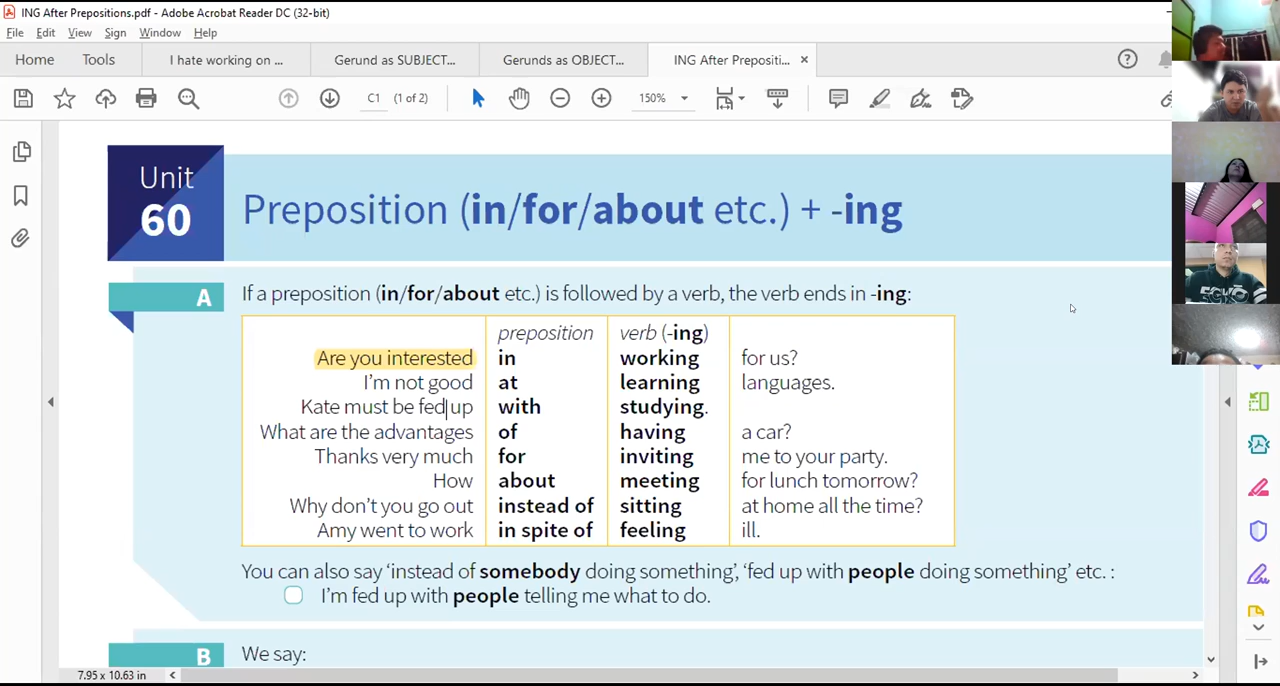 ING After Prepositions.pdf - Adobe Acrobat Reader DC (32-bit)
File Edit View Sign Window Help
Home Tools I hate working on ... Gerund as SUBJECT... Gerunds as OBJECT... ING After Prepositi... ×
C1 (1 of 2) 150%
Unit
60
Preposition (in/for/about etc.) + -ing
A
If a preposition (in/for/about etc.) is followed by a verb, the verb ends in -ing:
preposition verb (-ing)
Are you interested in working for us?
I'm not good at learning languages.
Kate must be fed up with studying.
What are the advantages of having a car?
Thanks very much for inviting me to your party.
How about meeting for lunch tomorrow?
Why don't you go out instead of sitting at home all the time?
Amy went to work in spite of feeling ill.
You can also say 'instead of somebody doing something', 'fed up with people doing something' etc. :
I'm fed up with people telling me what to do.
B
We say:
7.95 x 10.63 in